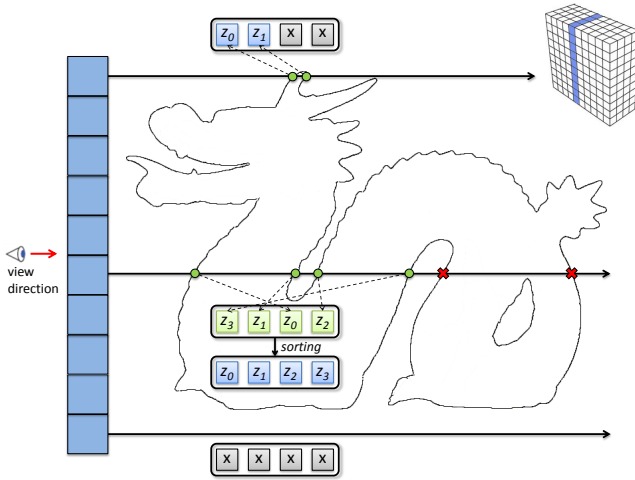 z0 z1 x x
view
direction
z3 z1 z0 z2
sorting
z0 z1 z2 z3
x x x x